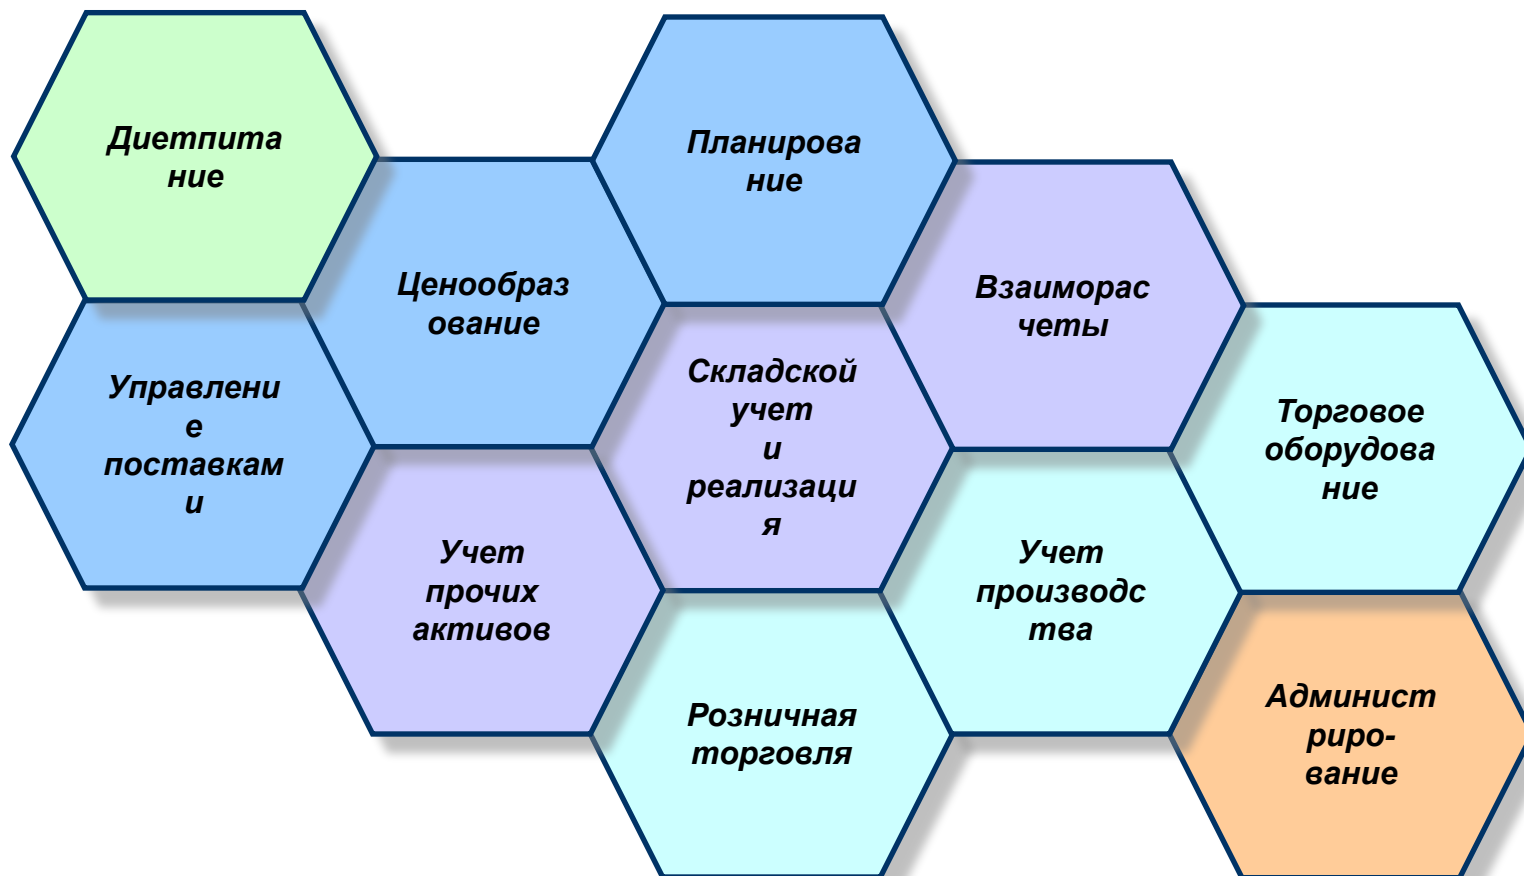 Диетпита
ние
Планирова
ние
Ценообраз
ование
Взаиморас
четы
Управлени
е
поставкам
и
Складской
учет
и
реализаци
я
Торговое
оборудова
ние
Учет
прочих
активов
Учет
производс
тва
Розничная
торговля
Админист
риро-
вание